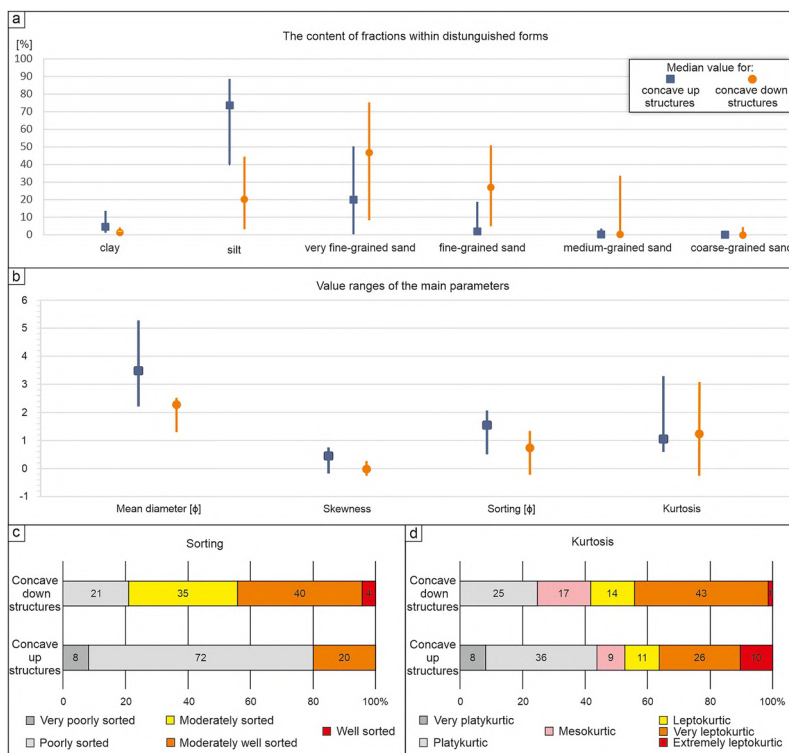 a
The content of fractions within distinguished forms
[%]
100
90
80
70
60
50
40
30
20
10
0
Median value for:
concave up structures
concave down structures
clay
silt
very fine-grained sand
fine-grained sand
medium-grained sand
coarse-grained sand
b
Value ranges of the main parameters
6
5
4
3
2
1
0
-1
Mean diameter [ϕ]
Skewness
Sorting [ϕ]
Kurtosis
c
Sorting
Concave
down
structures
21 35 40 4
Concave
up
structures
8 72 20
0 20 40 60 80 100%
Very poorly sorted
Moderately sorted
Well sorted
Poorly sorted
Moderately well sorted
d
Kurtosis
Concave
down
structures
25 17 14 43
Concave
up
structures
8 36 9 11 26 10
0 20 40 60 80 100%
Very platykurtic
Platykurtic
Mesokurtic
Leptokurtic
Very leptokurtic
Extremely leptokurtic